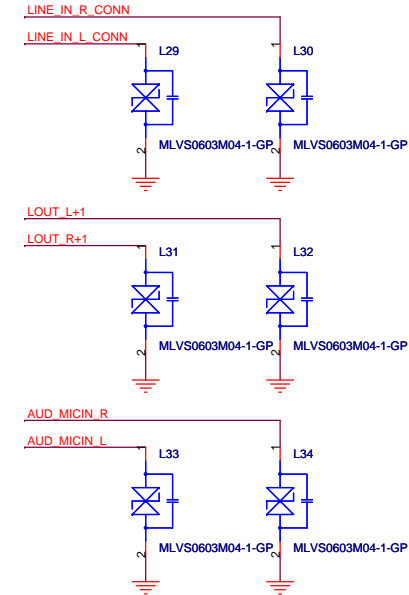 LINE_IN_R_CONN
LINE_IN_L_CONN
1 L29 1 L30
2 MLVS0603M04-1-GP 2 MLVS0603M04-1-GP
LOUT_L+1
LOUT_R+1
1 L31 1 L32
2 MLVS0603M04-1-GP 2 MLVS0603M04-1-GP
AUD_MICIN_R
AUD_MICIN_L
1 L33 1 L34
2 MLVS0603M04-1-GP 2 MLVS0603M04-1-GP